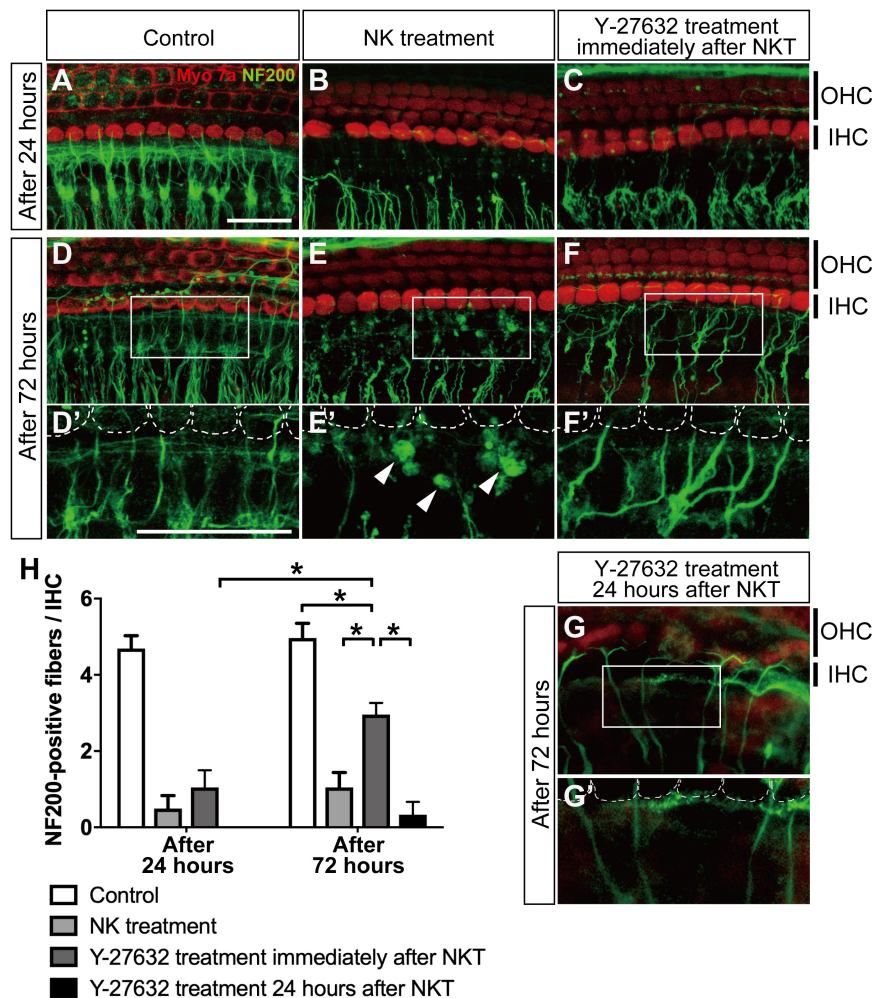 Control
NK treatment
Y-27632 treatment
immediately after NKT
After 24 hours
A
Myo 7a NF200
B
C
OHC
IHC
After 72 hours
D
E
F
OHC
IHC
D'
E'
F'
H
NF200-positive fibers / IHC
6
4
2
0
*
*
*
*
After
24 hours
After
72 hours
Control
NK treatment
Y-27632 treatment immediately after NKT
Y-27632 treatment 24 hours after NKT
Y-27632 treatment
24 hours after NKT
After 72 hours
G
OHC
IHC
G'